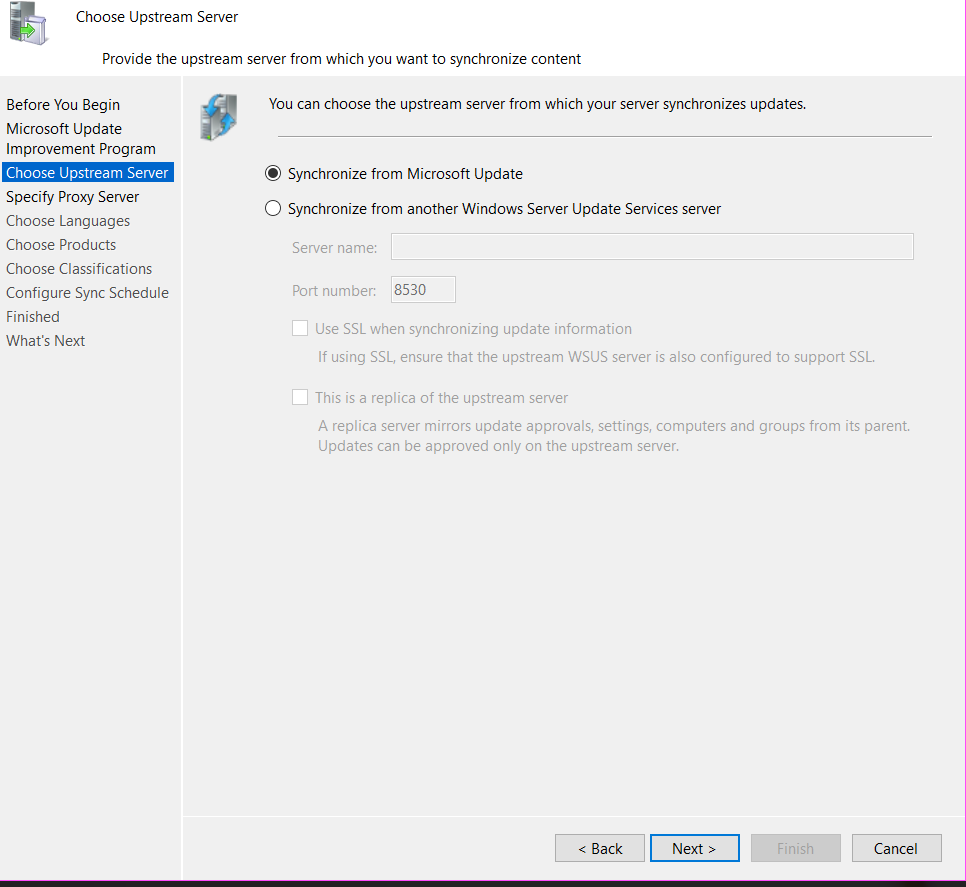 Choose Upstream Server
Provide the upstream server from which you want to synchronize content
Before You Begin
Microsoft Update
Improvement Program
Choose Upstream Server
Specify Proxy Server
Choose Languages
Choose Products
Choose Classifications
Configure Sync Schedule
Finished
What's Next
You can choose the upstream server from which your server synchronizes updates.
Synchronize from Microsoft Update
Synchronize from another Windows Server Update Services server
Server name:
Port number: 8530
Use SSL when synchronizing update information
If using SSL, ensure that the upstream WSUS server is also configured to support SSL.
This is a replica of the upstream server
A replica server mirrors update approvals, settings, computers and groups from its parent.
Updates can be approved only on the upstream server.
< Back Next > Finish Cancel